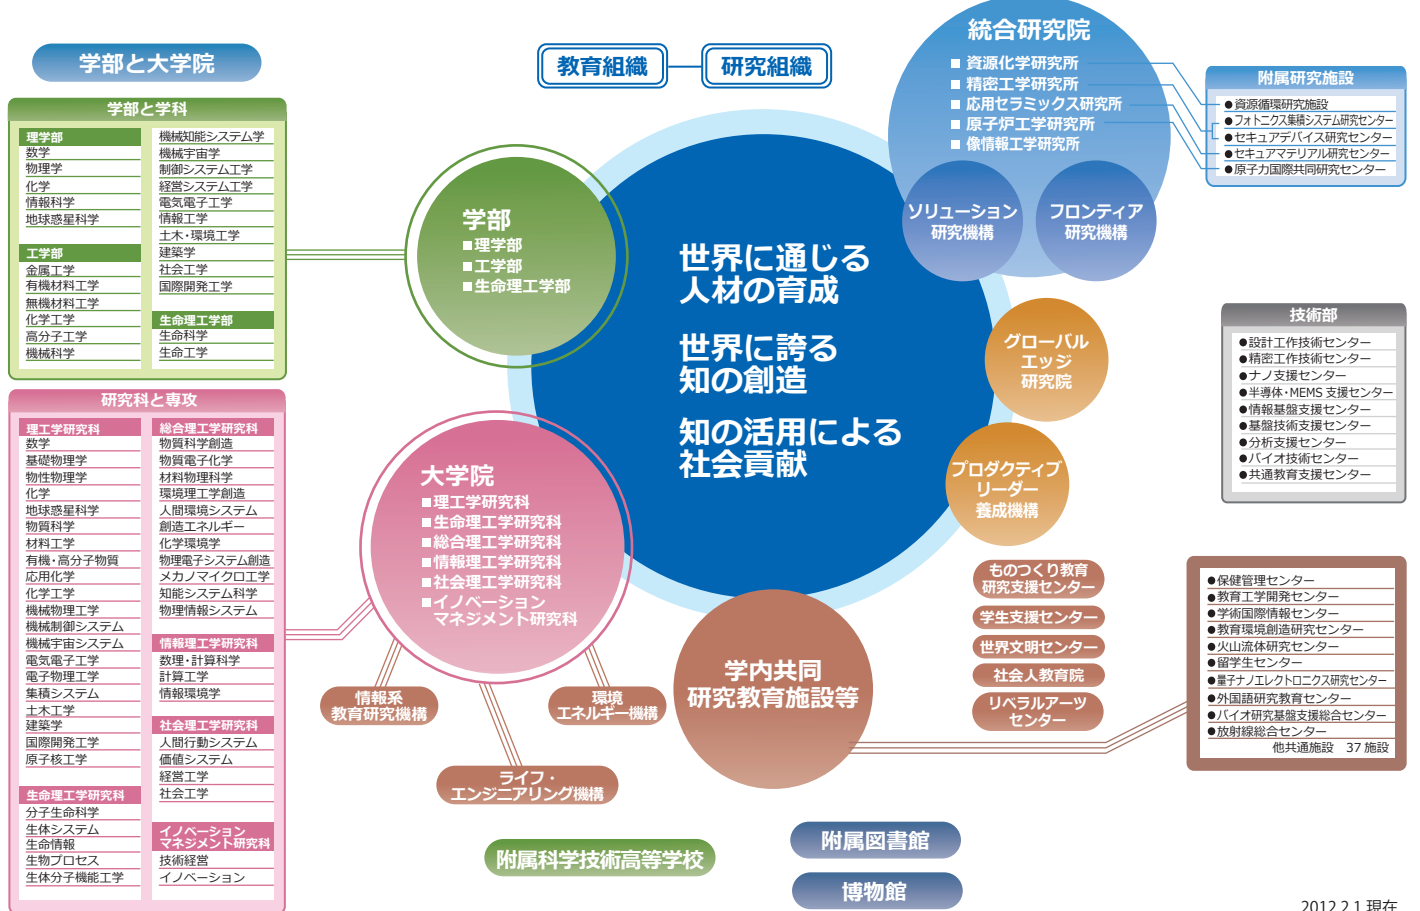 学部と大学院
学部と学科
理学部
数学
物理学
化学
情報科学
地球惑星科学
工学部
金属工学
有機材料工学
無機材料工学
化学工学
高分子工学
機械科学
機械知能システム学
機械宇宙学
制御システム工学
経営システム工学
電気電子工学
情報工学
土木・環境工学
建築学
社会工学
国際開発工学
生命理工学部
生命科学
生命工学
研究科と専攻
理工学研究科
数学
基礎物理学
物性物理学
化学
地球惑星科学
物質科学
材料工学
有機・高分子物質
応用化学
化学工学
機械物理工学
機械制御システム
機械宇宙システム
電気電子工学
電子物理工学
集積システム
土木工学
建築学
国際開発工学
原子核工学
生命理工学研究科
分子生命科学
生体システム
生命情報
生物プロセス
生体分子機能工学
総合理工学研究科
物質科学創造
物質電子化学
材料物理科学
環境理工学創造
人間環境システム
創造エネルギー
化学環境学
物理電子システム創造
メカノマイクロ工学
知能システム科学
物理情報システム
情報理工学研究科
数理・計算科学
計算工学
情報環境学
社会理工学研究科
人間行動システム
価値システム
経営工学
社会工学
イノベーション
マネジメント研究科
技術経営
イノベーション
教育組織
研究組織
学部
■理学部
■工学部
■生命理工学部
大学院
■理工学研究科
■生命理工学研究科
■総合理工学研究科
■情報理工学研究科
■社会理工学研究科
■イノベーション
マネジメント研究科
世界に通じる
人材の育成
世界に誇る
知の創造
知の活用による
社会貢献
統合研究院
■ 資源化学研究所
■ 精密工学研究所
■ 応用セラミックス研究所
■ 原子炉工学研究所
■ 像情報工学研究所
ソリューション
研究機構
フロンティア
研究機構
グローバル
エッジ
研究院
プロダクティブ
リーダー
養成機構
学内共同
研究教育施設等
情報系
教育研究機構
環境
エネルギー機構
ライフ・
エンジニアリング機構
ものつくり教育
研究支援センター
学生支援センター
世界文明センター
社会人教育院
リベラルアーツ
センター
附属科学技術高等学校
附属図書館
博物館
附属研究施設
●資源循環研究施設
●フォトニクス集積システム研究センター
●セキュアデバイス研究センター
●セキュアマテリアル研究センター
●原子力国際共同研究センター
技術部
●設計工作技術センター
●精密工作技術センター
●ナノ支援センター
●半導体・MEMS 支援センター
●情報基盤支援センター
●基盤技術支援センター
●分析支援センター
●バイオ技術センター
●共通教育支援センター
●保健管理センター
●教育工学開発センター
●学術国際情報センター
●教育環境創造研究センター
●火山流体研究センター
●留学生センター
●量子ナノエレクトロニクス研究センター
●外国語研究教育センター
●バイオ研究基盤支援総合センター
●放射線総合センター
他共通施設 37 施設
2012.2.1 現在